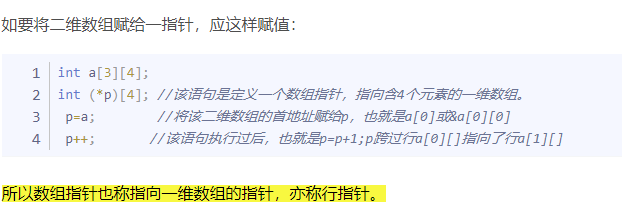 如要将二维数组赋给一指针，应这样赋值：
1 int a[3][4];
2 int (*p)[4]; //该语句是定义一个数组指针，指向含4个元素的一维数组。
3  p=a;        //将该二维数组的首地址赋给p，也就是a[0]或&a[0][0]
4  p++;       //该语句执行过后，也就是p=p+1;p跨过行a[0][]指向了行a[1][]
所以数组指针也称指向一维数组的指针，亦称行指针。